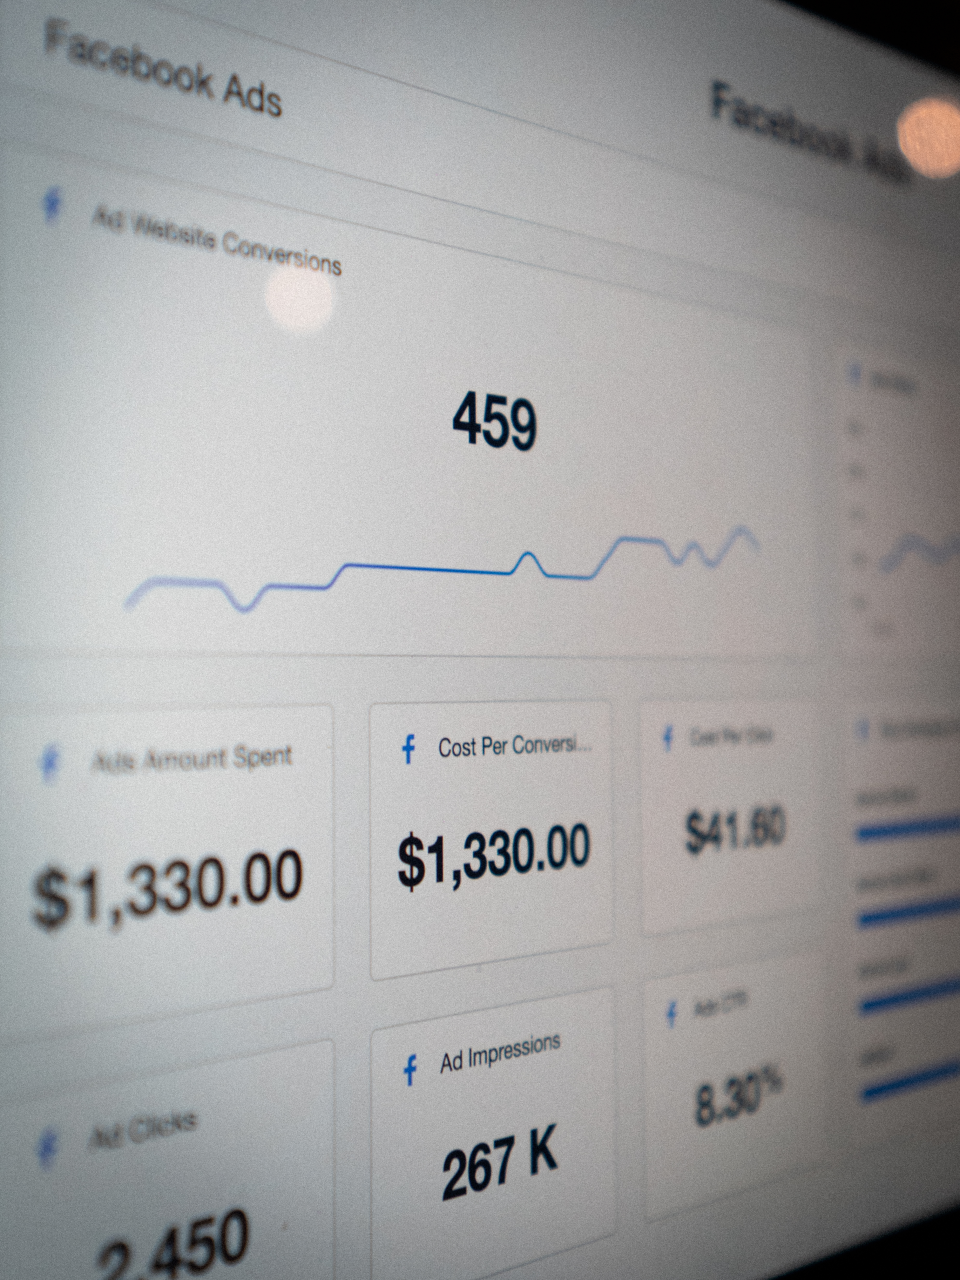 Facebook Ads
Facebook Ads
Ad Website Conversions
459
Ads Amount Spent
$1,330.00
Cost Per Conversi...
$1,330.00
Cost Per Click
$41.60
Ad Clicks
2,450
Ad Impressions
267 K
Ads CTR
8.30%